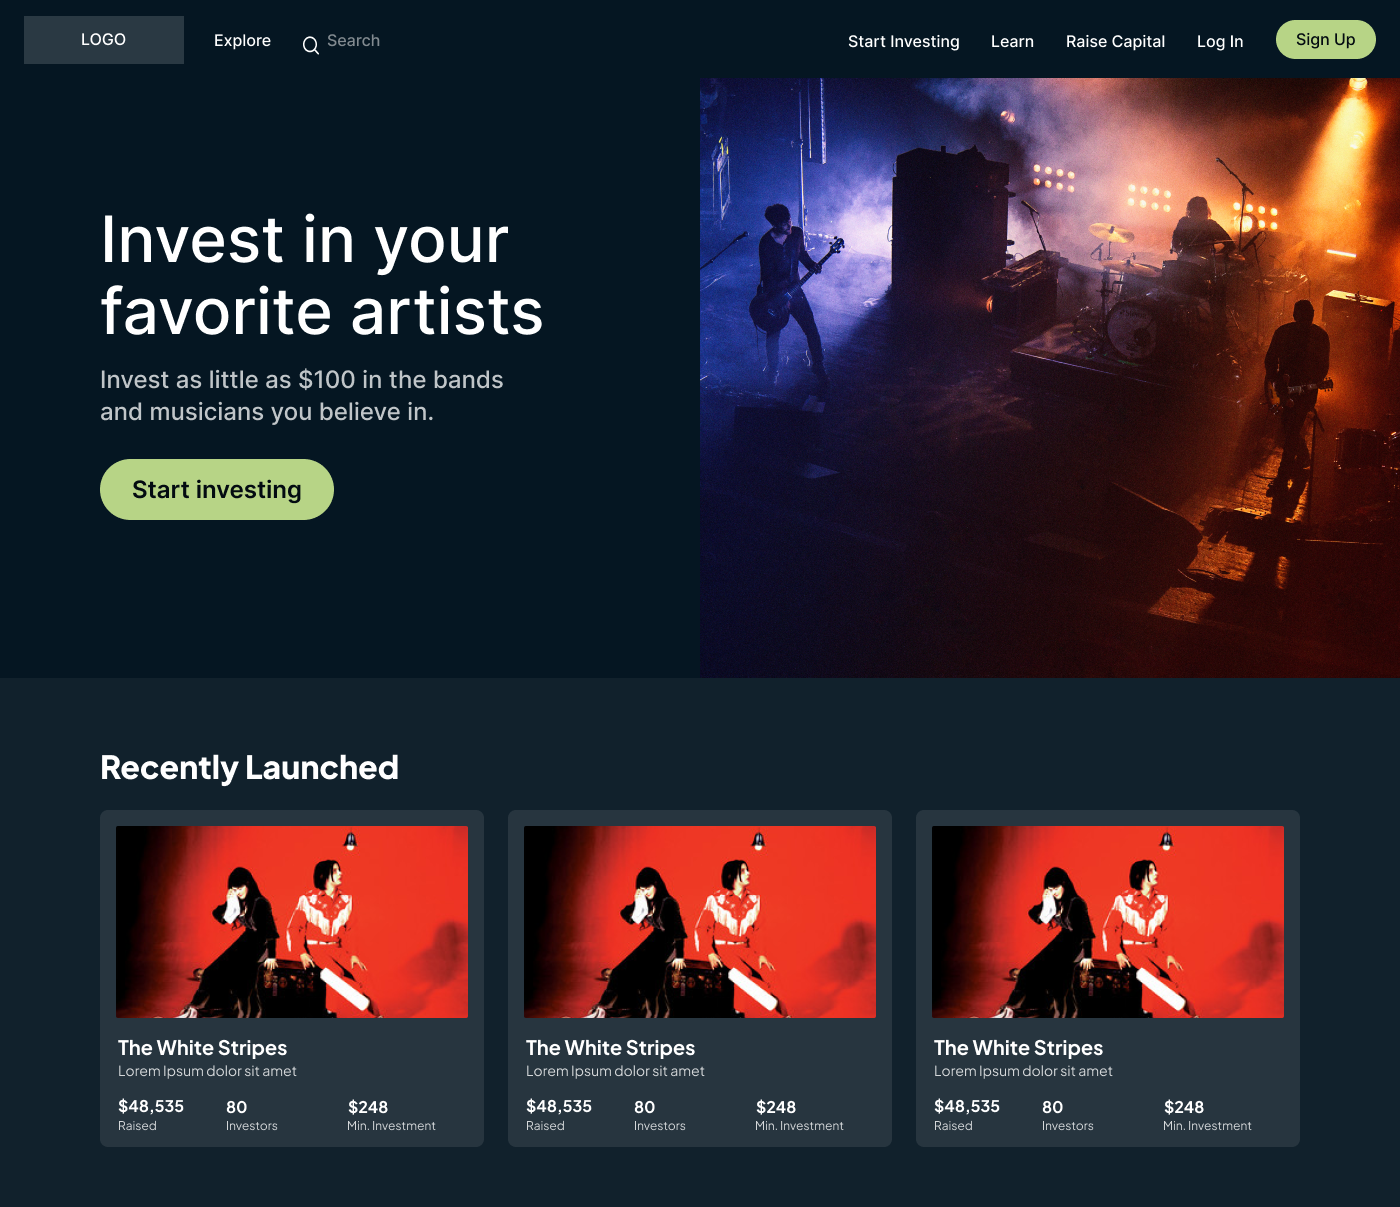 LOGO
Explore
Search
Start Investing
Learn
Raise Capital
Log In
Sign Up
Invest in your
favorite artists
Invest as little as $100 in the bands
and musicians you believe in.
Start investing
Recently Launched
The White Stripes
Lorem Ipsum dolor sit amet
$48,535
Raised
80
Investors
$248
Min. Investment
The White Stripes
Lorem Ipsum dolor sit amet
$48,535
Raised
80
Investors
$248
Min. Investment
The White Stripes
Lorem Ipsum dolor sit amet
$48,535
Raised
80
Investors
$248
Min. Investment